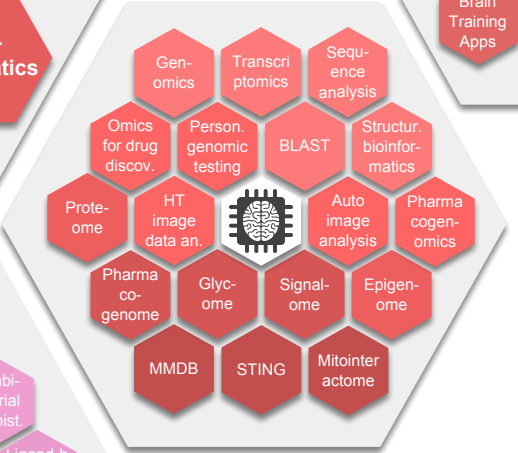 Brain
Training
Apps
tics
Gen-
omics
Transcri
ptomics
Sequ-
ence
analysis
Omics
for drug
discov.
Person.
genomic
testing
BLAST
Structur.
bioinfor-
matics
Prote-
ome
HT
image
data an.
Auto
image
analysis
Pharma
cogen-
omics
Pharma
co-
genome
Glyc-
ome
Signal-
ome
Epigen-
ome
MMDB
STING
Mitointer
actome
bi-
rial
ist.